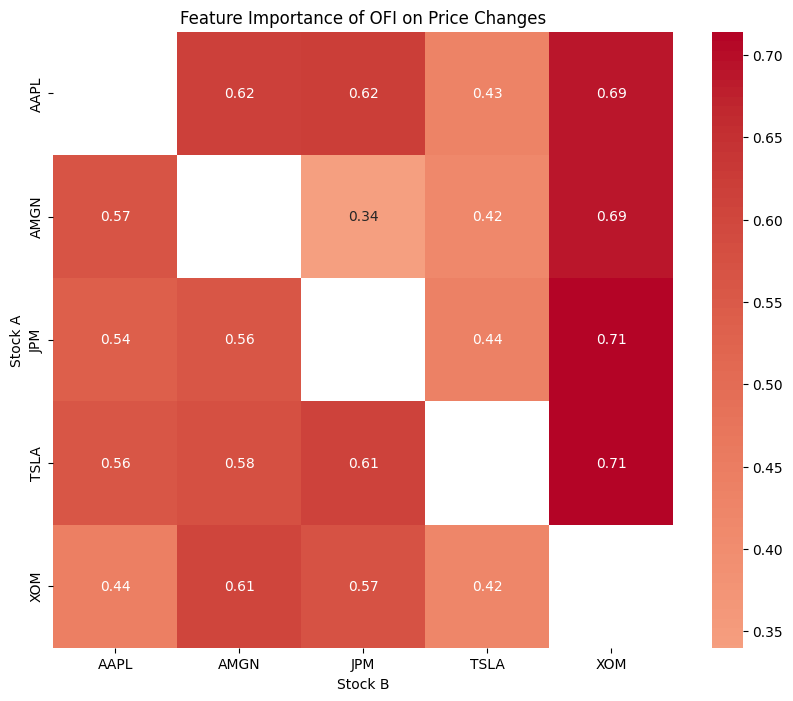 Feature Importance of OFI on Price Changes
Stock A
AAPL 0.62 0.62 0.43 0.69
AMGN 0.57 0.34 0.42 0.69
JPM 0.54 0.56 0.44 0.71
TSLA 0.56 0.58 0.61 0.71
XOM 0.44 0.61 0.57 0.42
AAPL AMGN JPM TSLA XOM
Stock B
0.70
0.65
0.60
0.55
0.50
0.45
0.40
0.35